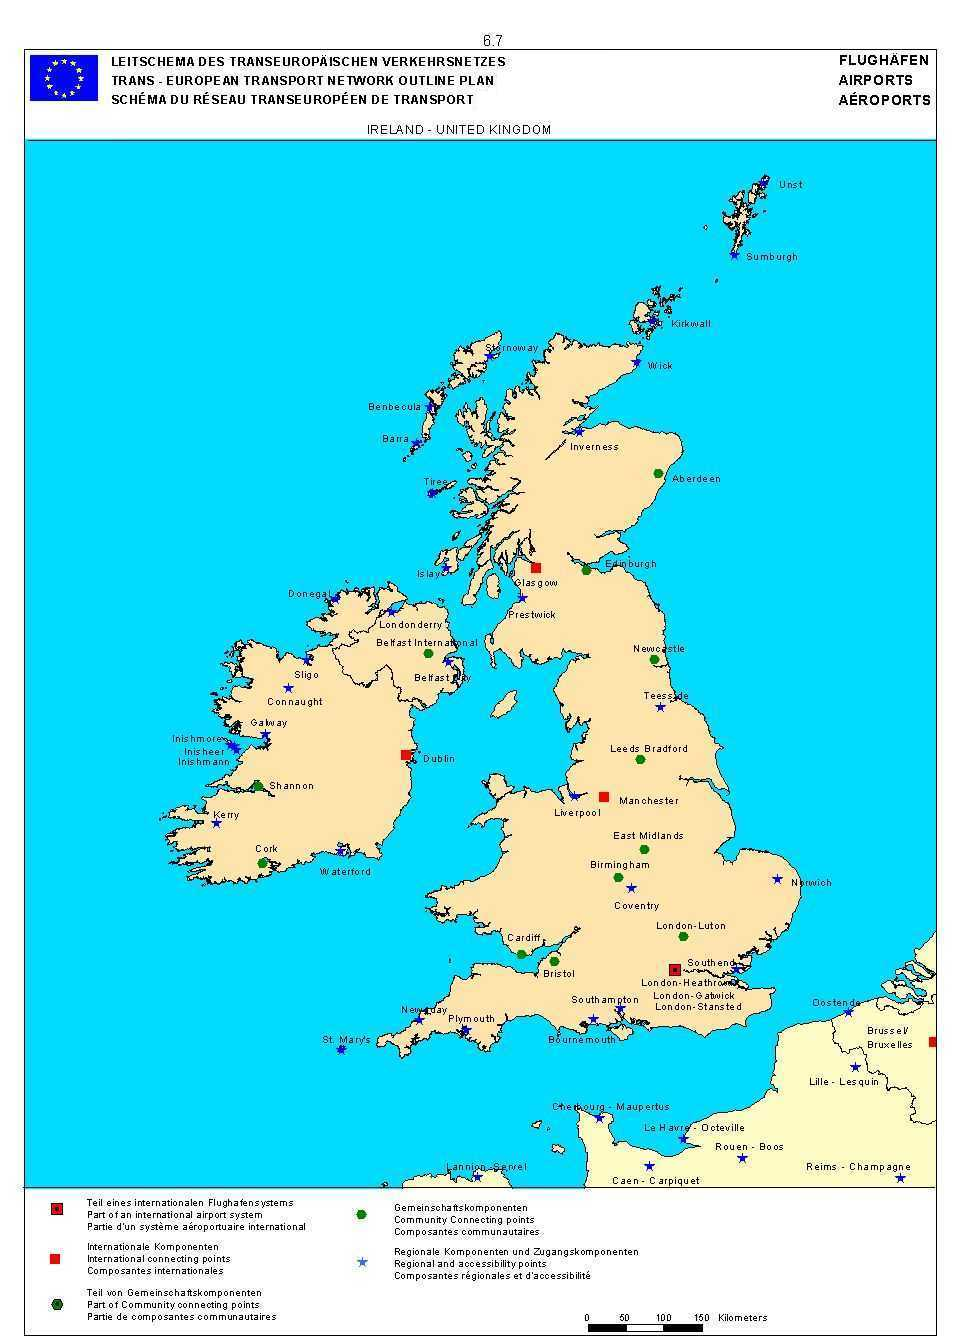 6.7
LEITSCHEMA DES TRANSEUROPÄISCHEN VERKEHRSNETZES
TRANS - EUROPEAN TRANSPORT NETWORK OUTLINE PLAN
SCHÉMA DU RÉSEAU TRANSEUROPÉEN DE TRANSPORT
FLUGHÄFEN
AIRPORTS
AÉROPORTS
IRELAND - UNITED KINGDOM
Unst
Sumburgh
Kirkwall
Stornoway
Wick
Benbecula
Barra
Inverness
Aberdeen
Tiree
Edinburgh
Islay
Glasgow
Donegal
Prestwick
Londonderry
Belfast International
Newcastle
Sligo
Belfast City
Connaught
Teesside
Galway
Inishmore
Inisheer
Inishmann
Leeds Bradford
Dublin
Shannon
Manchester
Liverpool
Kerry
East Midlands
Cork
Birmingham
Waterford
Norwich
Coventry
London-Luton
Cardiff
Southend
Bristol
London-Heathrow
London-Gatwick
London-Stansted
Southampton
Oostende
Newquay
Plymouth
St. Mary's
Bournemouth
Brussel/
Bruxelles
Lille - Lesquin
Cherbourg - Maupertus
Le Havre - Octeville
Rouen - Boos
Lannion-Servel
Reims - Champagne
Caen - Carpiquet
Teil eines internationalen Flughafensystems
Part of an international airport system
Partie d'un système aéroportuaire international
Internationale Komponenten
International connecting points
Composantes internationales
Teil von Gemeinschaftskomponenten
Part of Community connecting points
Partie de composantes communautaires
Gemeinschaftskomponenten
Community Connecting points
Composantes communautaires
Regionale Komponenten und Zugangskomponenten
Regional and accessibility points
Composantes régionales et d'accessibilité
0 50 100 150 Kilometers